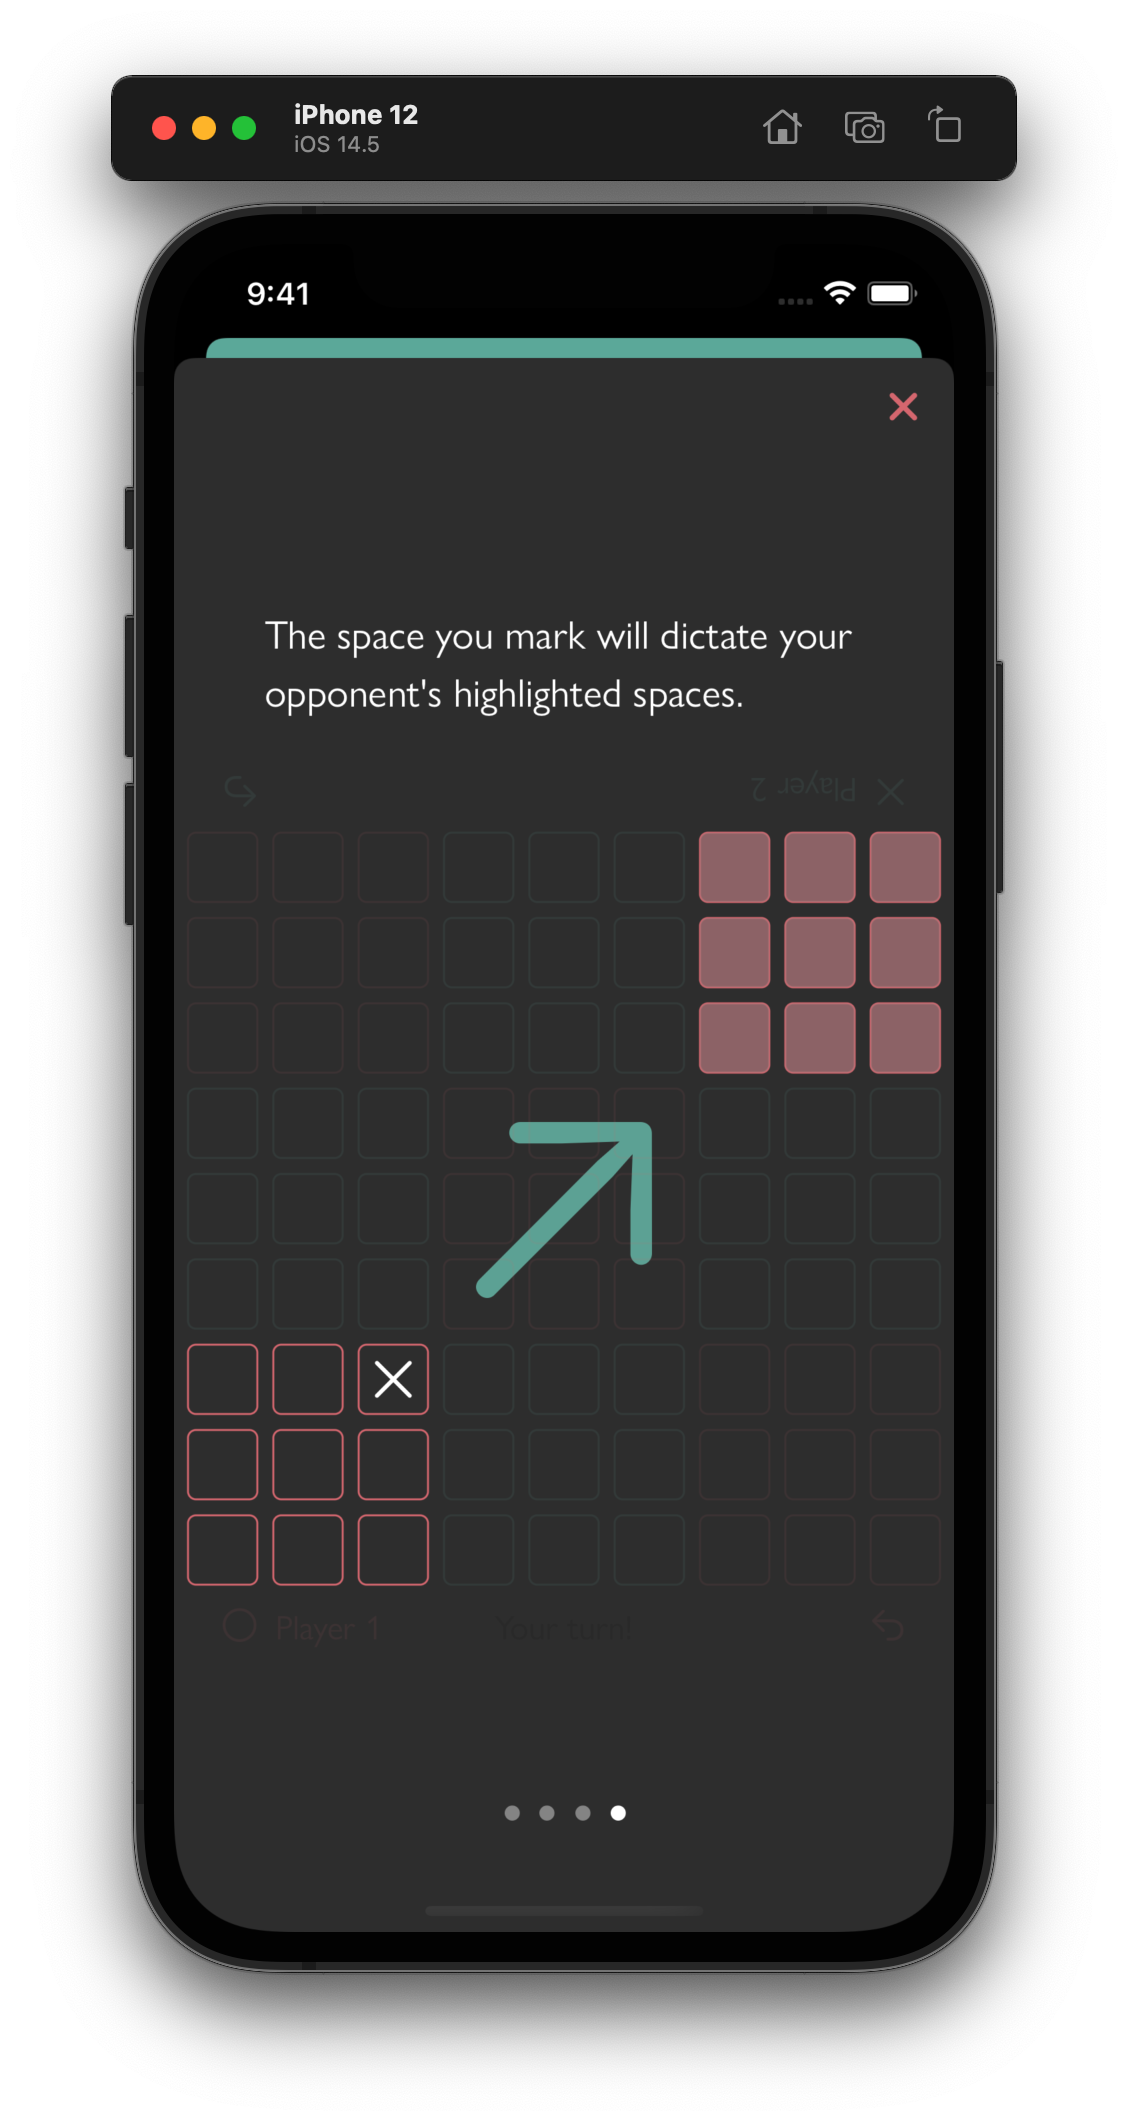 iPhone 12
iOS 14.5
9:41
The space you mark will dictate your
opponent's highlighted spaces.
Player 2
Player 1 Your turn!